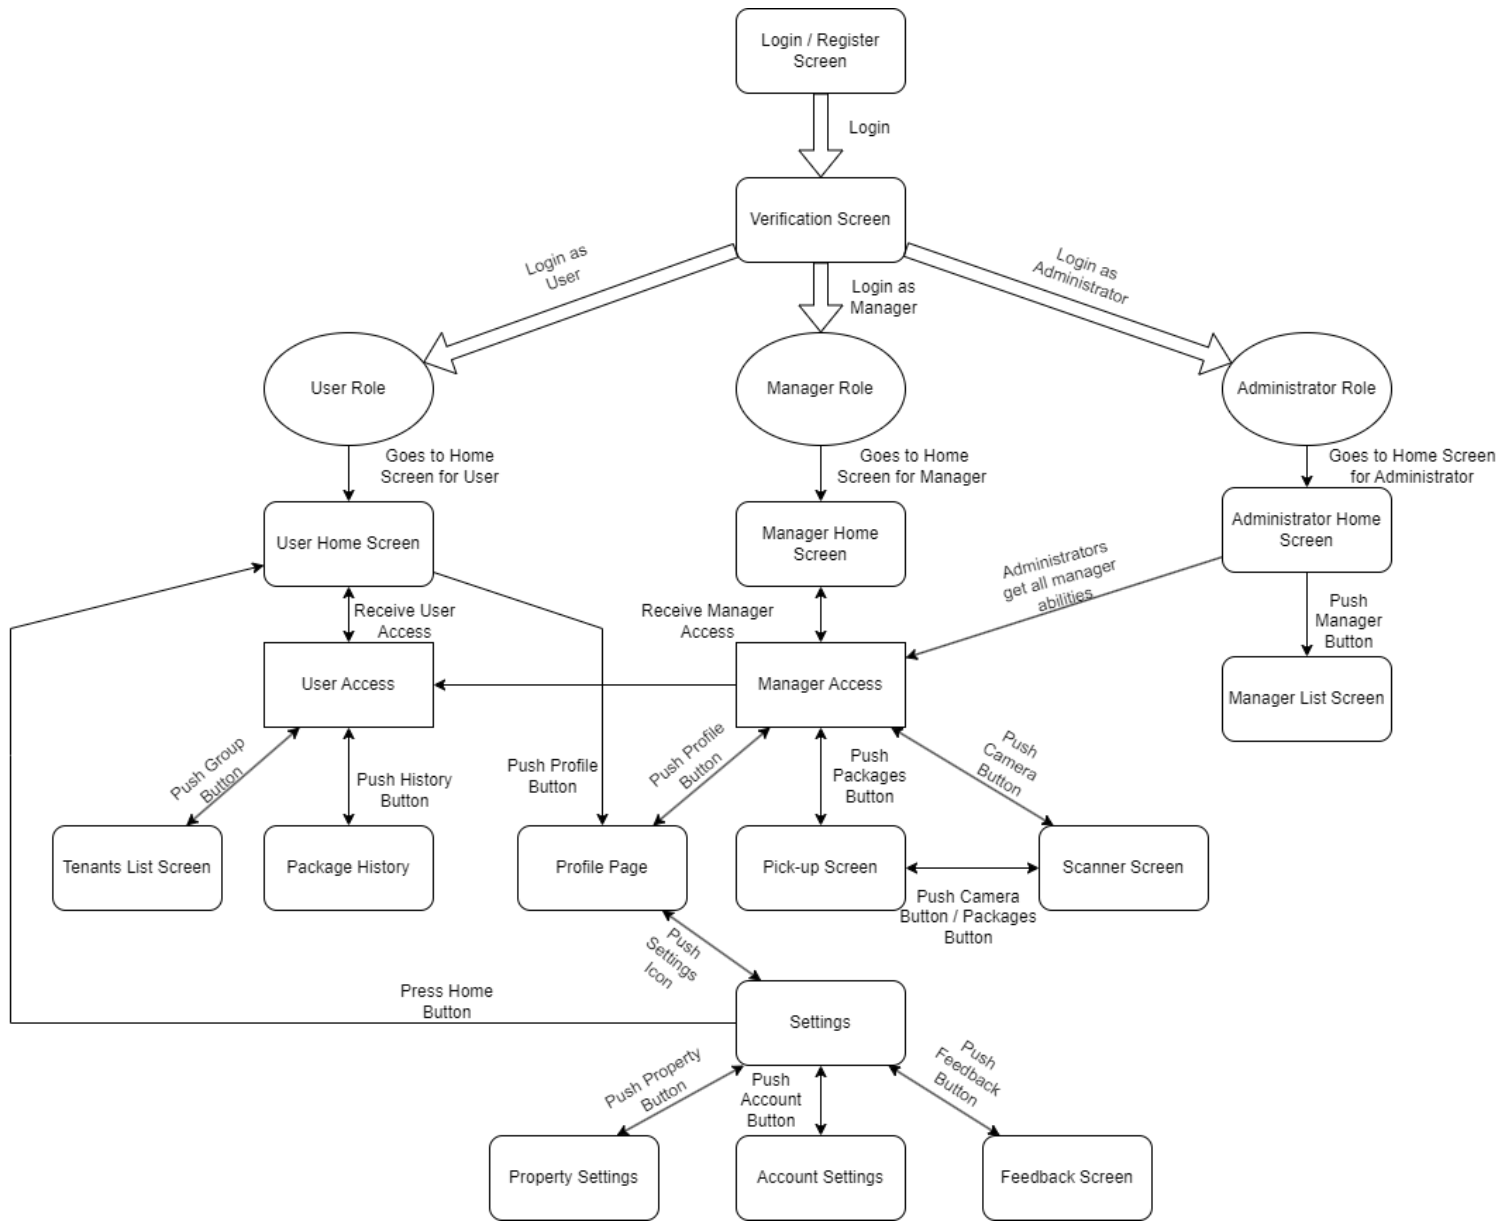 Login / Register
Screen
Login
Verification Screen
Login as
User
Login as
Manager
Login as
Administrator
User Role
Manager Role
Administrator Role
Goes to Home
Screen for User
Goes to Home
Screen for Manager
Goes to Home Screen
for Administrator
User Home Screen
Manager Home
Screen
Administrator Home
Screen
Administrators
get all manager
abilities
Receive User
Access
Receive Manager
Access
Push
Manager
Button
User Access
Manager Access
Manager List Screen
Push Group
Button
Push History
Button
Push Profile
Button
Push Profile
Button
Push
Packages
Button
Push
Camera
Button
Tenants List Screen
Package History
Profile Page
Pick-up Screen
Scanner Screen
Push Camera
Button / Packages
Button
Push
Settings
Icon
Press Home
Button
Settings
Push Property
Button
Push
Account
Button
Push
Feedback
Button
Property Settings
Account Settings
Feedback Screen